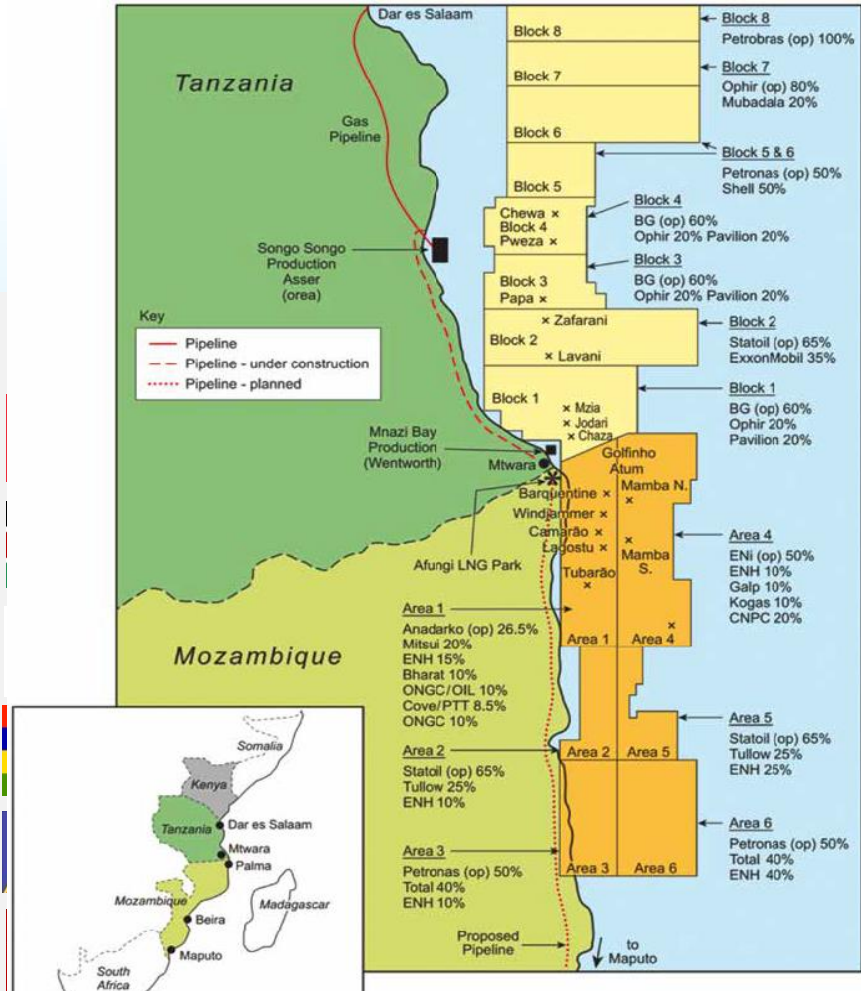 Dar es Salaam
Tanzania
Gas
Pipeline
Songo Songo
Production
Asser
(orea)
Key
Pipeline
Pipeline - under construction
Pipeline - planned
Mnazi Bay
Production
(Wentworth)
Mtwara
Afungi LNG Park
Mozambique
Block 8
Block 7
Block 6
Block 5
Chewa
Block 4
Pweza
Block 3
Papa
Zafarani
Block 2
Lavani
Block 1
Mzia
Jodari
Chaza
Golfinho
Atum
Mamba N.
Barquentine
Windjammer
Camarão
Lagostu
Mamba
S.
Tubarão
Area 1
Area 4
Area 2
Area 5
Area 3
Area 6
Block 8
Petrobras (op) 100%
Block 7
Ophir (op) 80%
Mubadala 20%
Block 5 & 6
Petronas (op) 50%
Shell 50%
Block 4
BG (op) 60%
Ophir 20% Pavilion 20%
Block 3
BG (op) 60%
Ophir 20% Pavilion 20%
Block 2
Statoil (op) 65%
ExxonMobil 35%
Block 1
BG (op) 60%
Ophir 20%
Pavilion 20%
Area 4
ENi (op) 50%
ENH 10%
Galp 10%
Kogas 10%
CNPC 20%
Area 1
Anadarko (op) 26.5%
Mitsui 20%
ENH 15%
Bharat 10%
ONGC/OIL 10%
Cove/PTT 8.5%
ONGC 10%
Area 5
Statoil (op) 65%
Tullow 25%
ENH 25%
Area 2
Statoil (op) 65%
Tullow 25%
ENH 10%
Area 6
Petronas (op) 50%
Total 40%
ENH 40%
Area 3
Petronas (op) 50%
Total 40%
ENH 10%
Proposed
Pipeline
to
Maputo
Somalia
Kenya
Tanzania
Dar es Salaam
Mtwara
Palma
Mozambique
Madagascar
Beira
Maputo
South
Africa